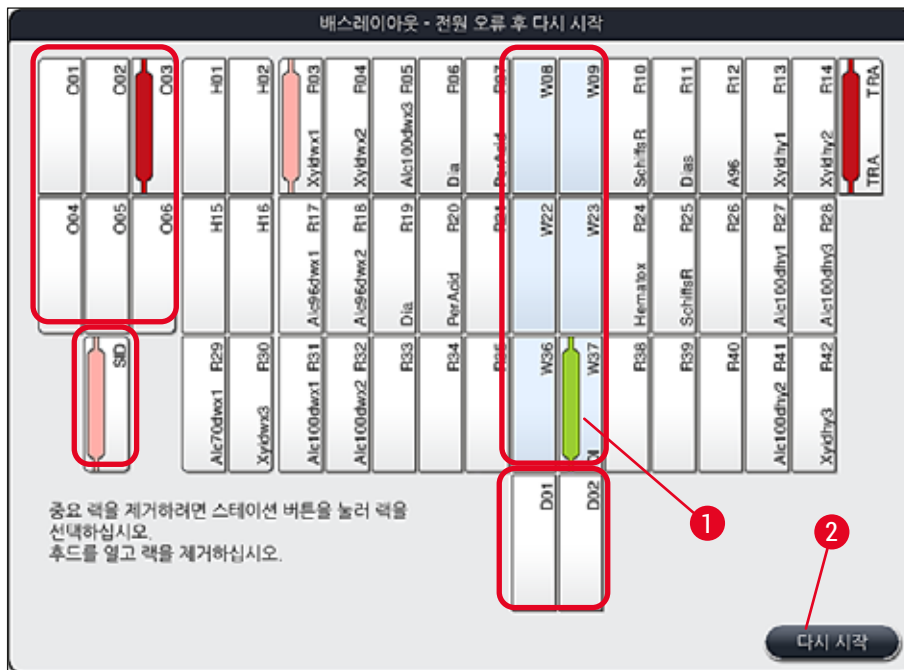 배스레이아웃 - 전원 오류 후 다시 시작
O01
O02
O03
H01
H02
Xyldwx1 R03
Xyldwx2 R04
Alc100dwx3 R05
Dia R06
PerAcid R07
W08
W09
SchiffsR R10
Dias R11
A96 R12
Xyldhy1 R13
Xyldhy2 R14
TRA TRA
O04
O05
O06
H15
H16
Alc96dwx1 R17
Alc96dwx2 R18
Dia R19
PerAcid R20
R21
W22
W23
Hematox R24
SchiffsR R25
R26
Alc100dhy1 R27
Alc100dhy3 R28
SID
Alc70dwx1 R29
Xyldwx3 R30
Alc100dwx1 R31
Alc100dwx2 R32
R33
R34
R35
W36
DI W37
R38
R39
R40
Alc100dhy2 R41
Xyldhy3 R42
D01
D02
중요 랙을 제거하려면 스테이션 버튼을 눌러 랙을
선택하십시오.
후드를 열고 랙을 제거하십시오.
1
2
다시 시작